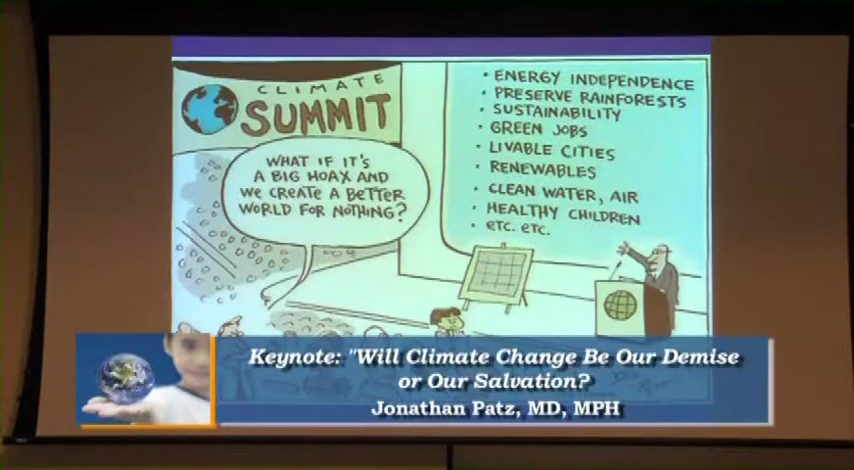 CLIMATE
SUMMIT
WHAT IF IT'S
A BIG HOAX AND
WE CREATE A BETTER
WORLD FOR NOTHING?
• ENERGY INDEPENDENCE
• PRESERVE RAINFORESTS
• SUSTAINABILITY
• GREEN JOBS
• LIVABLE CITIES
• RENEWABLES
• CLEAN WATER, AIR
• HEALTHY CHILDREN
• ETC. ETC.
Keynote: "Will Climate Change Be Our Demise
or Our Salvation?
Jonathan Patz, MD, MPH